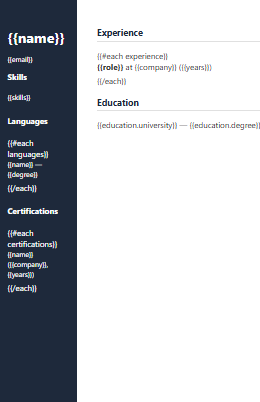 {{name}}
{{email}}
Skills
{{skills}}
Languages
{{#each
languages}}
{{name}} —
{{degree}}
{{/each}}
Certifications
{{#each
certifications}}
{{name}}
({{company}},
{{years}})
{{/each}}
Experience
{{#each experience}}
{{role}} at {{company}} ({{years}})
{{/each}}
Education
{{education.university}} — {{education.degree}}